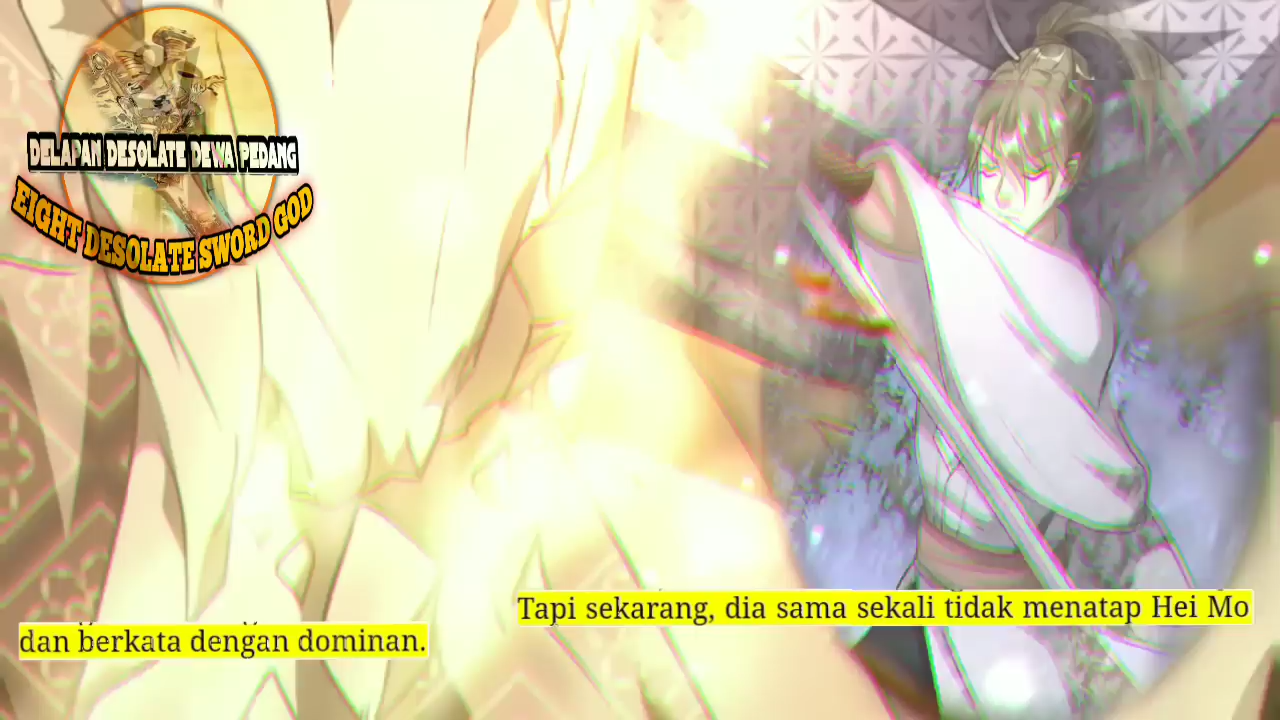 DELAPAN DESOLATE DEWA PEDANG
EIGHT DESOLATE SWORD GOD
Tapi sekarang, dia sama sekali tidak menatap Hei Mo
dan berkata dengan dominan.